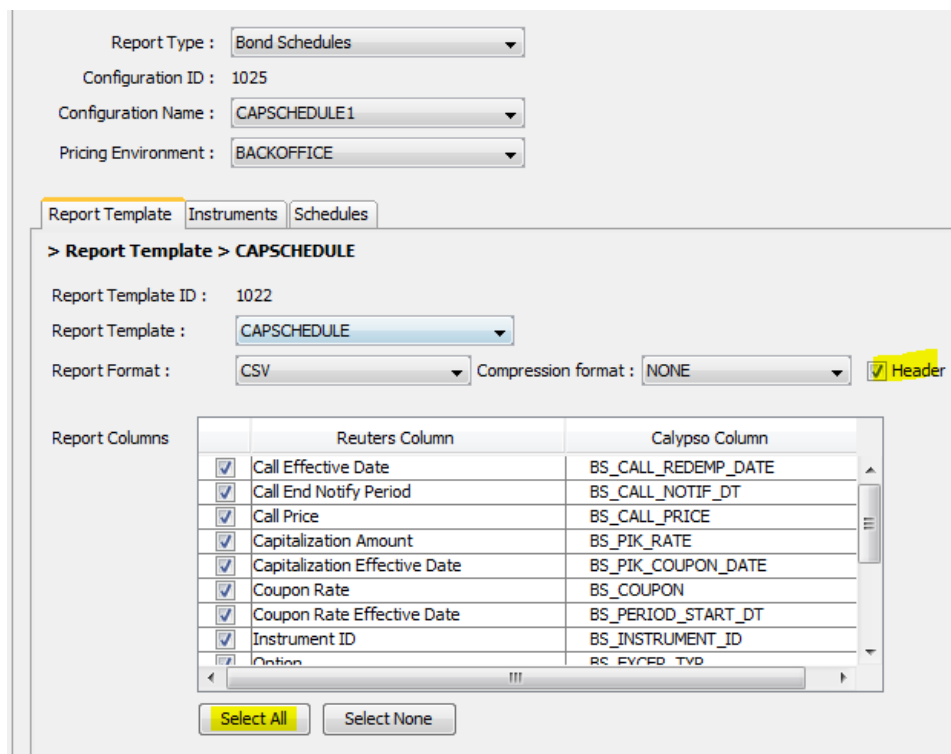 Report Type : Bond Schedules
Configuration ID : 1025
Configuration Name : CAPSCHEDULE1
Pricing Environment : BACKOFFICE
Report Template Instruments Schedules
> Report Template > CAPSCHEDULE
Report Template ID : 1022
Report Template : CAPSCHEDULE
Report Format : CSV Compression format : NONE Header
Report Columns Reuters Column Calypso Column
Call Effective Date BS_CALL_REDEMP_DATE
Call End Notify Period BS_CALL_NOTIF_DT
Call Price BS_CALL_PRICE
Capitalization Amount BS_PIK_RATE
Capitalization Effective Date BS_PIK_COUPON_DATE
Coupon Rate BS_COUPON
Coupon Rate Effective Date BS_PERIOD_START_DT
Instrument ID BS_INSTRUMENT_ID
Option BS_EXCER_TYP
Select All Select None